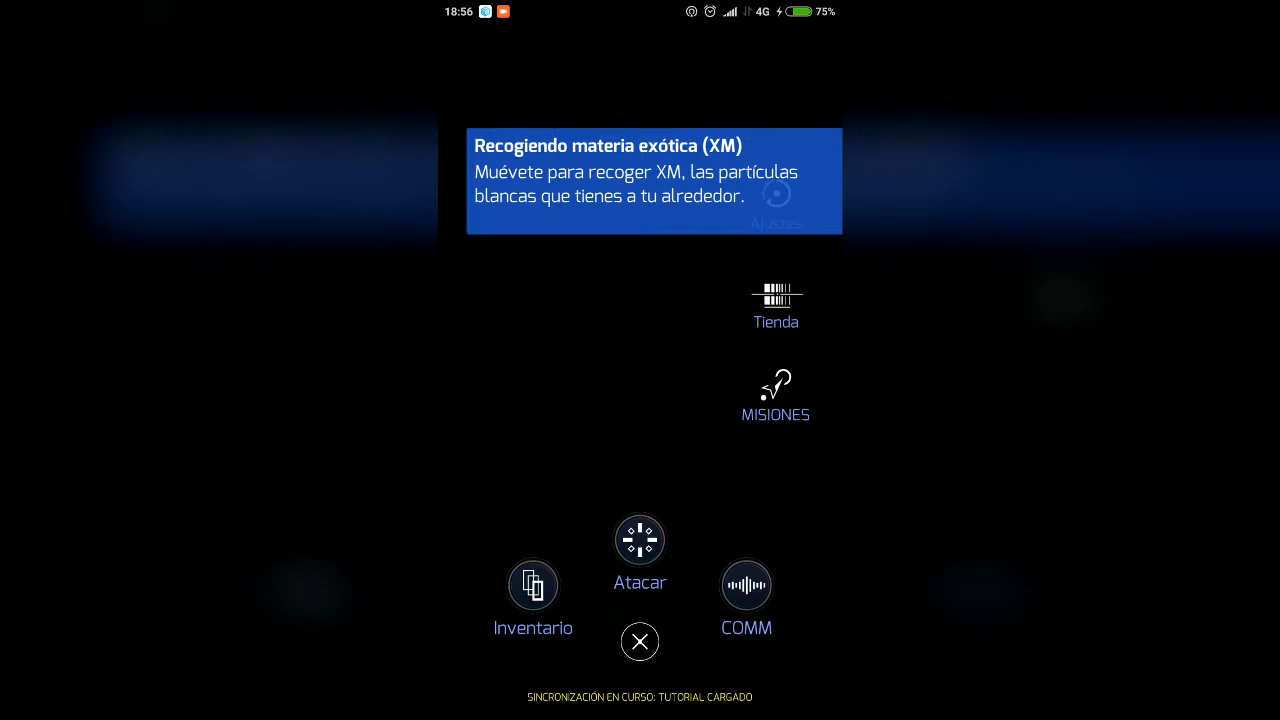 18:56
4G
75%
Recogiendo materia exótica (XM)
Muévete para recoger XM, las partículas
blancas que tienes a tu alrededor.
Ajustes
Tienda
MISIONES
Atacar
Inventario
COMM
SINCRONIZACIÓN EN CURSO: TUTORIAL CARGADO